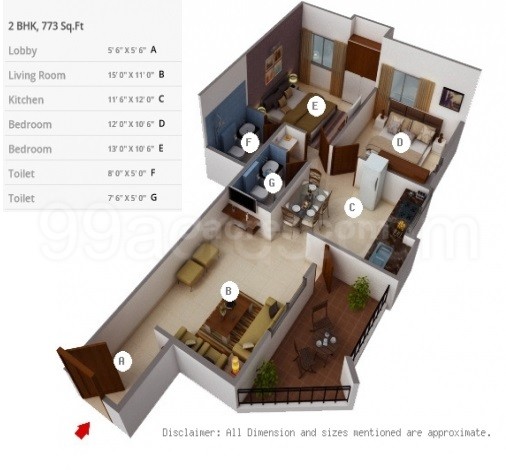 2 BHK, 773 Sq.Ft
Lobby 5' 6" X 5' 6" A
Living Room 15' 0" X 11' 0" B
Kitchen 11' 6" X 12' 0" C
Bedroom 12' 0" X 10' 6" D
Bedroom 13' 0" X 10' 6" E
Toilet 8' 0" X 5' 0" F
Toilet 7' 6" X 5' 0" G
E
F
D
G
C
B
A
99acres.com
Disclaimer: All Dimension and sizes mentioned are approximate.